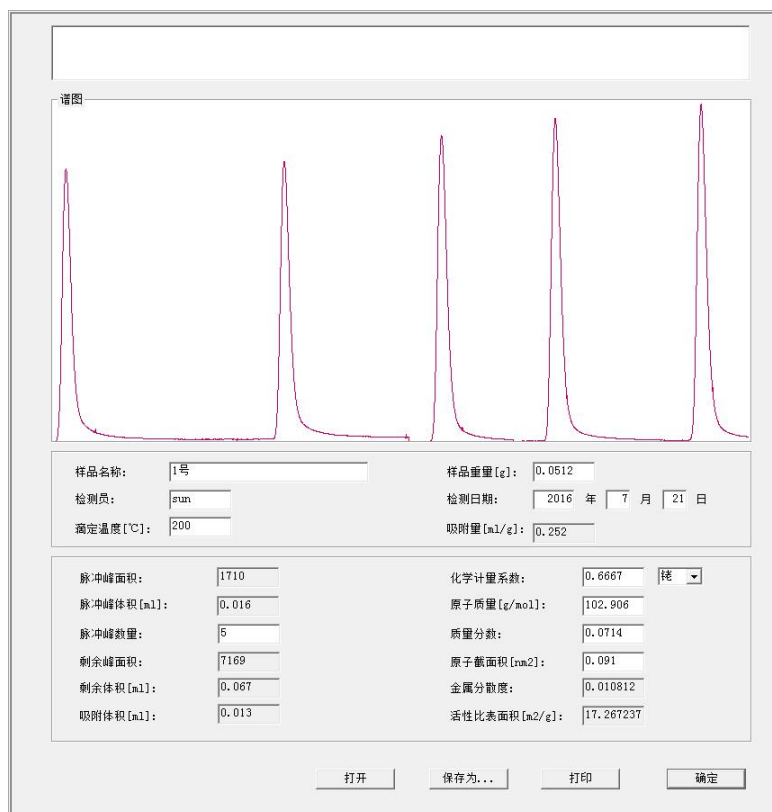 谱图
样品名称: 1号 样品重量[g]: 0.0512
检测员: sun 检测日期: 2016 年 7 月 21 日
滴定温度[℃]: 200 吸附量[ml/g]: 0.252
脉冲峰面积: 1710 化学计量系数: 0.6667 铑
脉冲峰体积[ml]: 0.016 原子质量[g/mol]: 102.906
脉冲峰数量: 5 质量分数: 0.0714
剩余峰面积: 7169 原子截面积[nm2]: 0.091
剩余体积[ml]: 0.067 金属分散度: 0.010812
吸附体积[ml]: 0.013 活性比表面积[m2/g]: 17.267237
打开 保存为... 打印 确定